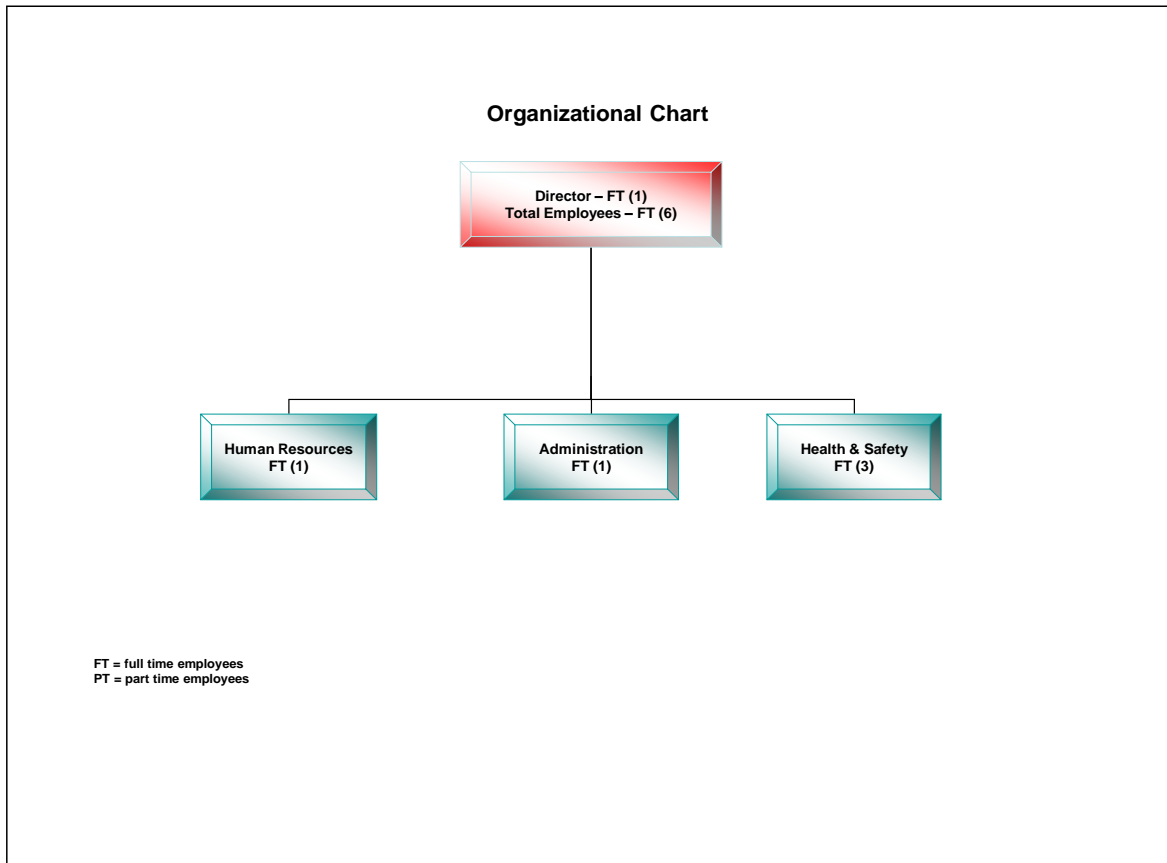 Organizational Chart
Director – FT (1)
Total Employees – FT (6)
Human Resources
FT (1)
Administration
FT (1)
Health & Safety
FT (3)
FT = full time employees
PT = part time employees